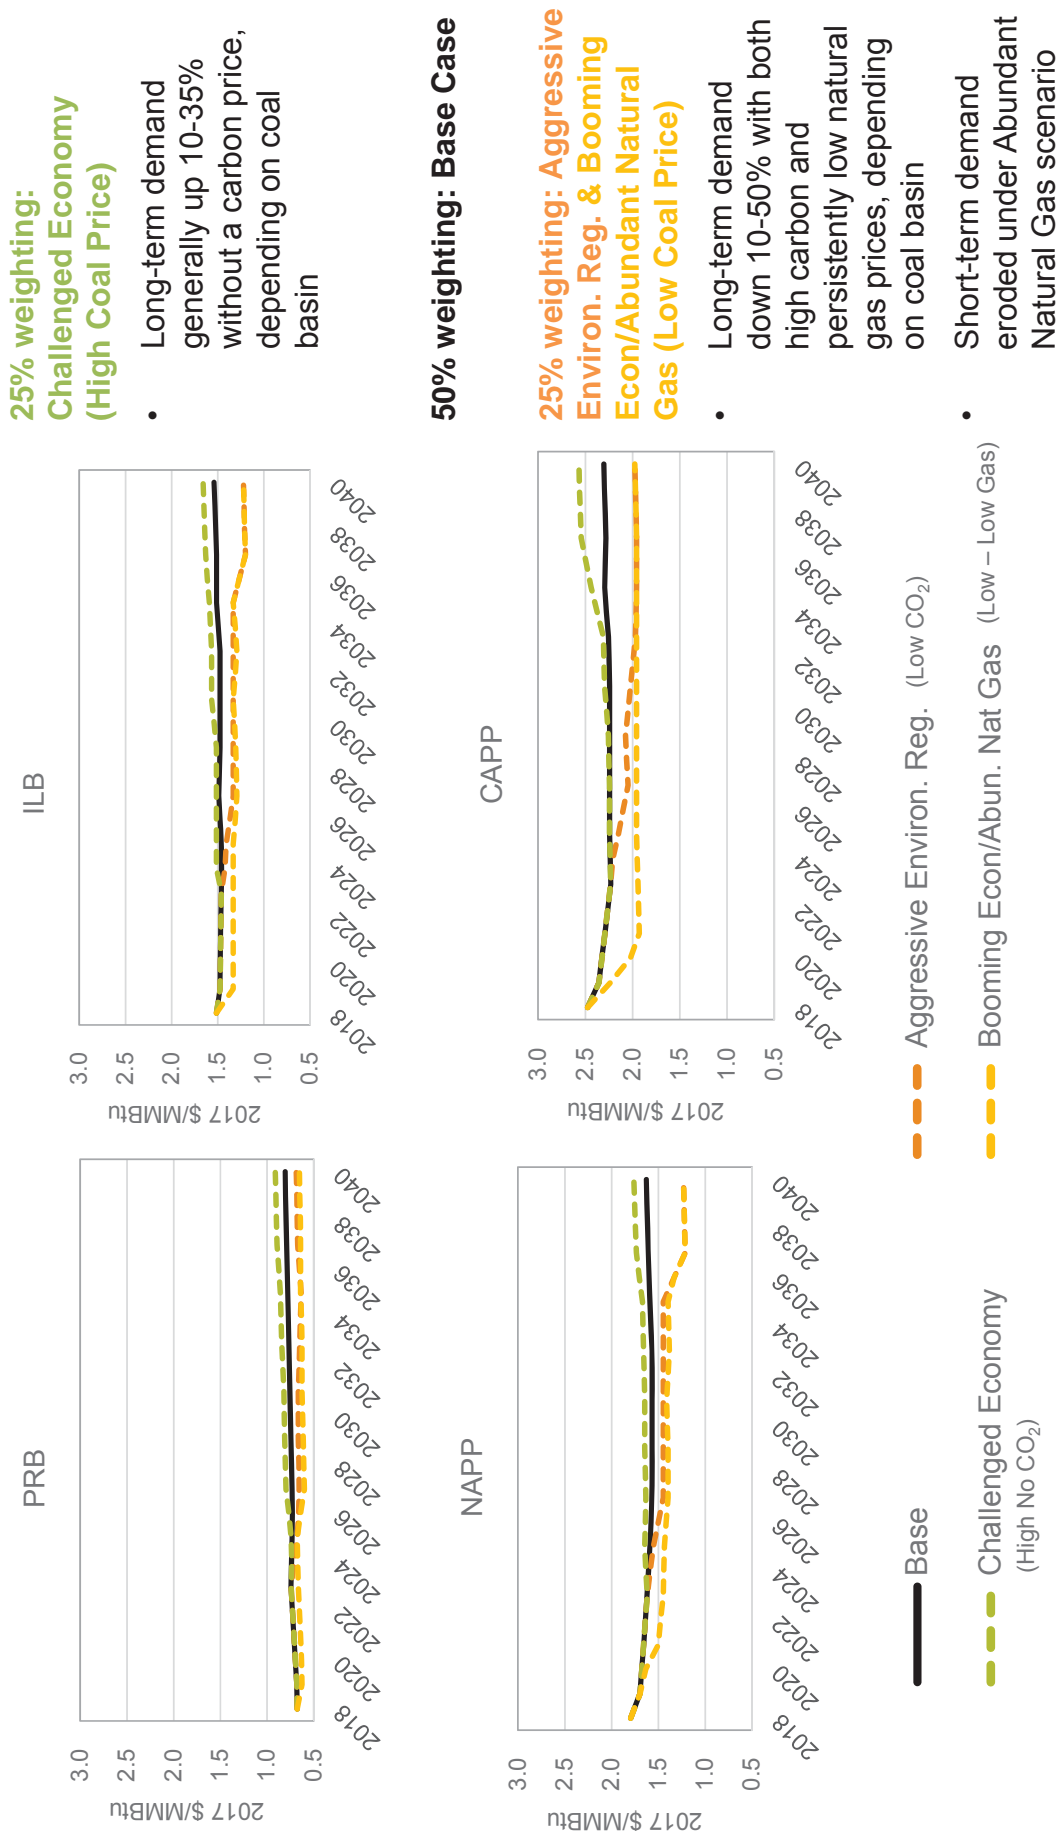 PRB
2017 $/MMBtu
3.0
2.5
2.0
1.5
1.0
0.5
2018
2020
2022
2024
2026
2028
2030
2032
2034
2036
2038
2040
ILB
2017 $/MMBtu
3.0
2.5
2.0
1.5
1.0
0.5
2018
2020
2022
2024
2026
2028
2030
2032
2034
2036
2038
2040
NAPP
2017 $/MMBtu
3.0
2.5
2.0
1.5
1.0
0.5
2018
2020
2022
2024
2026
2028
2030
2032
2034
2036
2038
2040
CAPP
2017 $/MMBtu
3.0
2.5
2.0
1.5
1.0
0.5
2018
2020
2022
2024
2026
2028
2030
2032
2034
2036
2038
2040
Base
Aggressive Environ. Reg. (Low CO₂)
Challenged Economy
(High No CO₂)
Booming Econ/Abun. Nat Gas (Low – Low Gas)
25% weighting:
Challenged Economy
(High Coal Price)
• Long-term demand
generally up 10-35%
without a carbon price,
depending on coal
basin
50% weighting: Base Case
25% weighting: Aggressive
Environ. Reg. & Booming
Econ/Abundant Natural
Gas (Low Coal Price)
• Long-term demand
down 10-50% with both
high carbon and
persistently low natural
gas prices, depending
on coal basin
• Short-term demand
eroded under Abundant
Natural Gas scenario